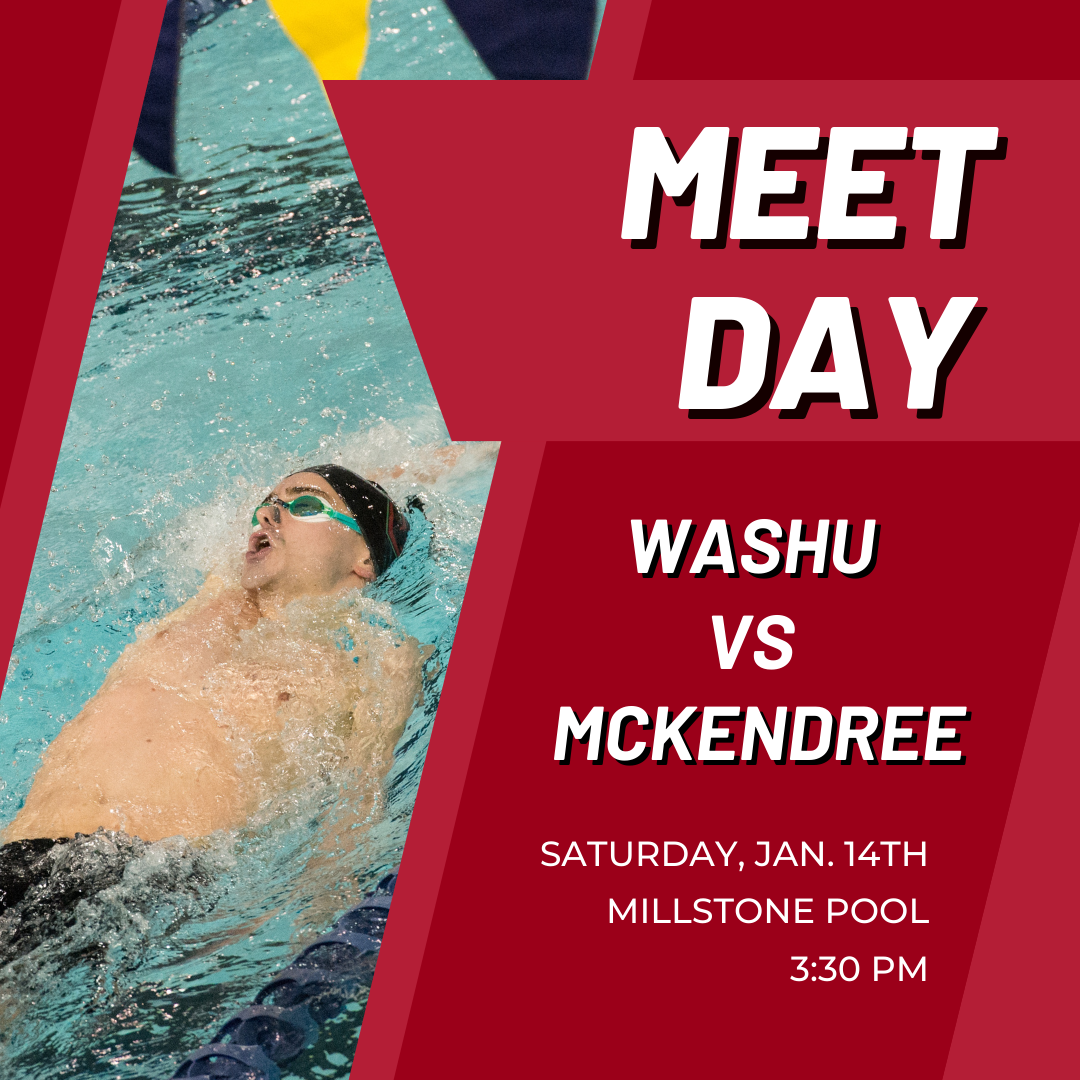 MEET
DAY
WASHU
VS
MCKENDREE
SATURDAY, JAN. 14TH
MILLSTONE POOL
3:30 PM